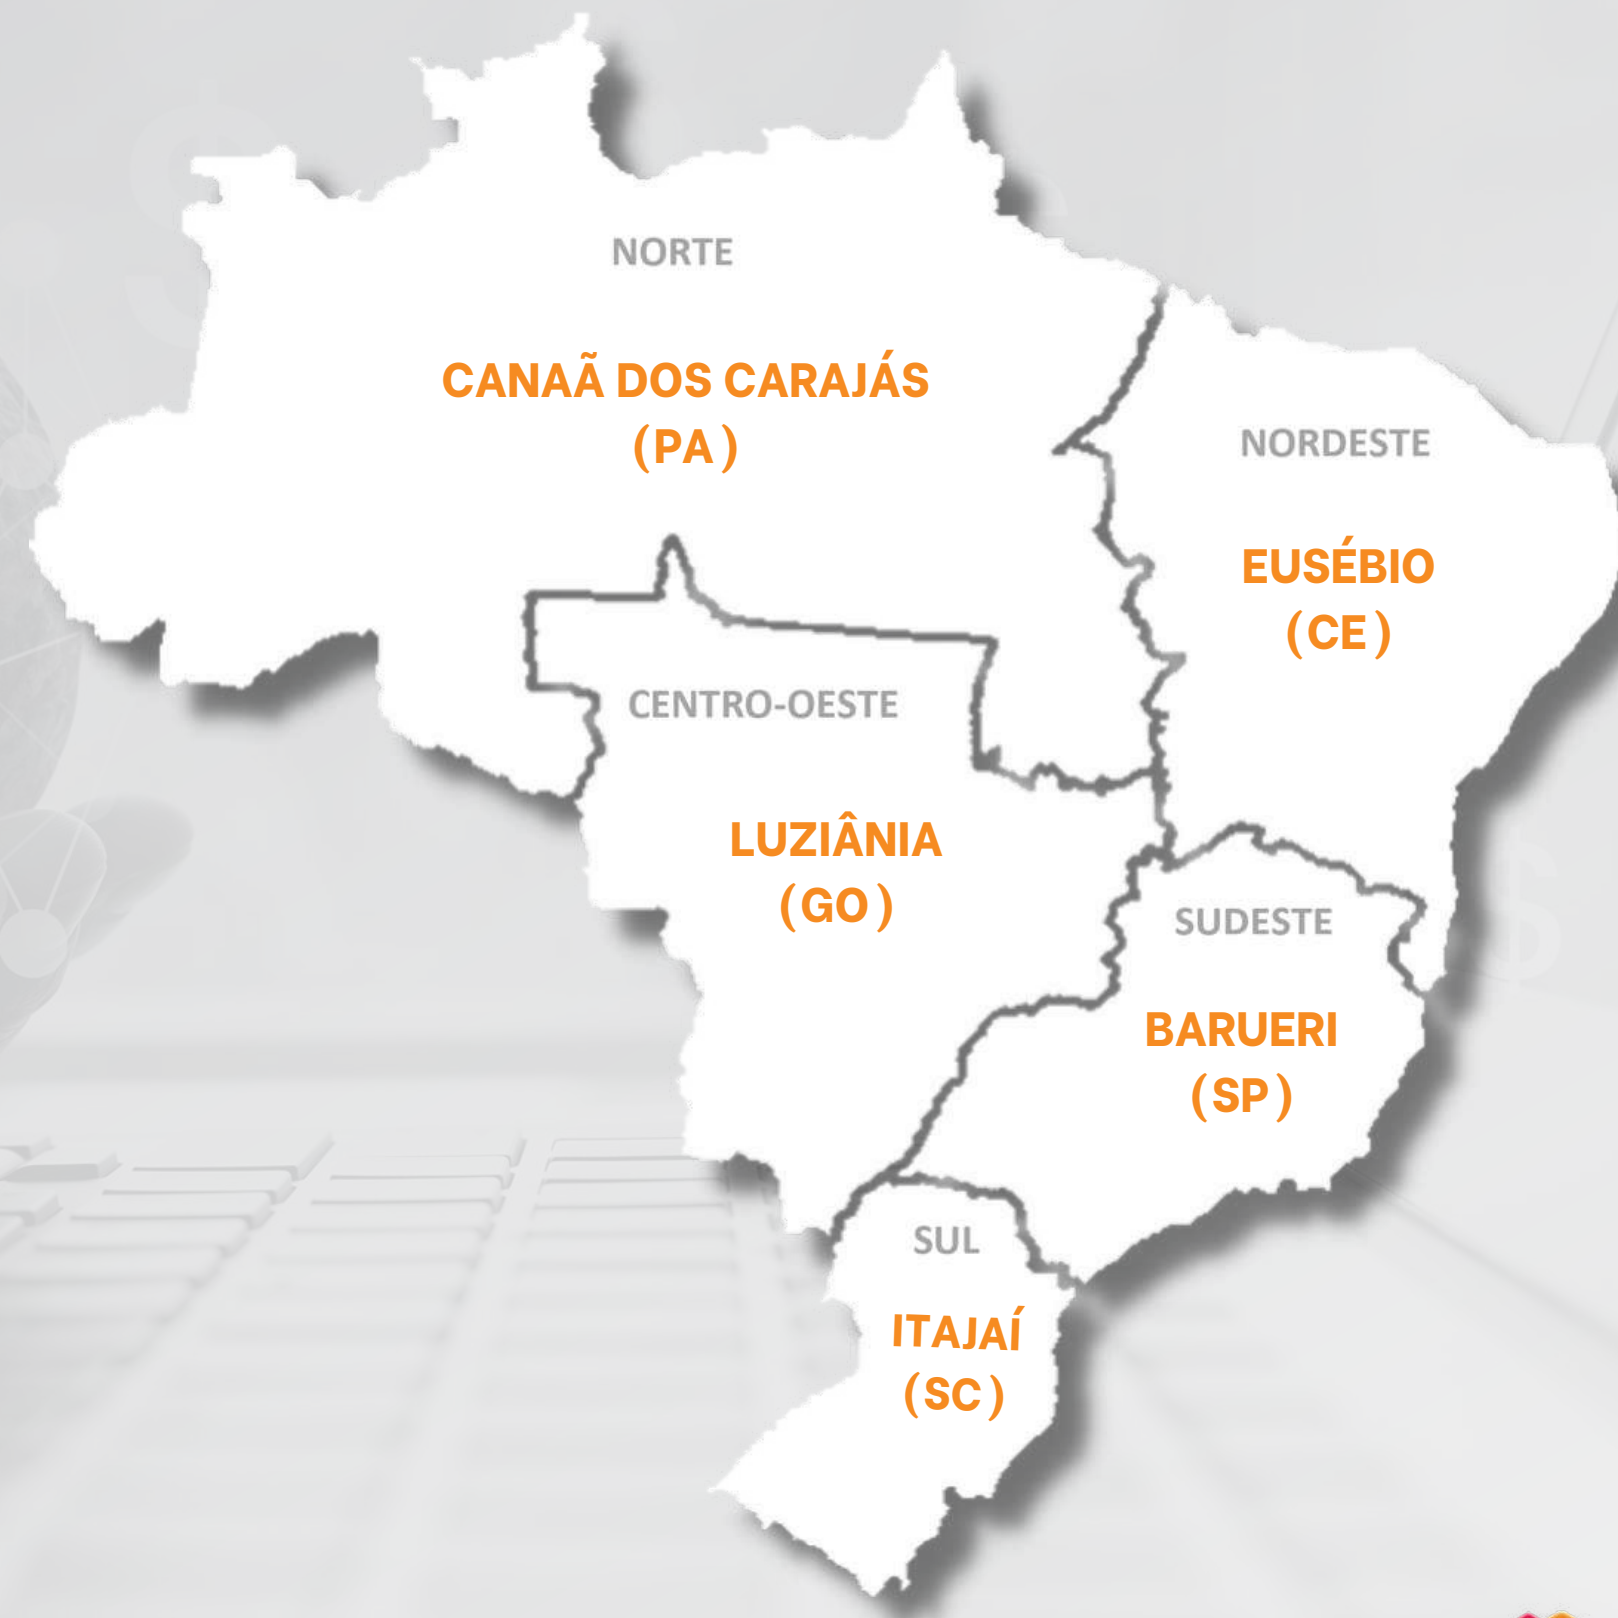 NORTE
CANAÃ DOS CARAJÁS
(PA)
NORDESTE
EUSÉBIO
(CE)
CENTRO-OESTE
LUZIÂNIA
(GO)
SUDESTE
BARUERI
(SP)
SUL
ITAJAÍ
(SC)